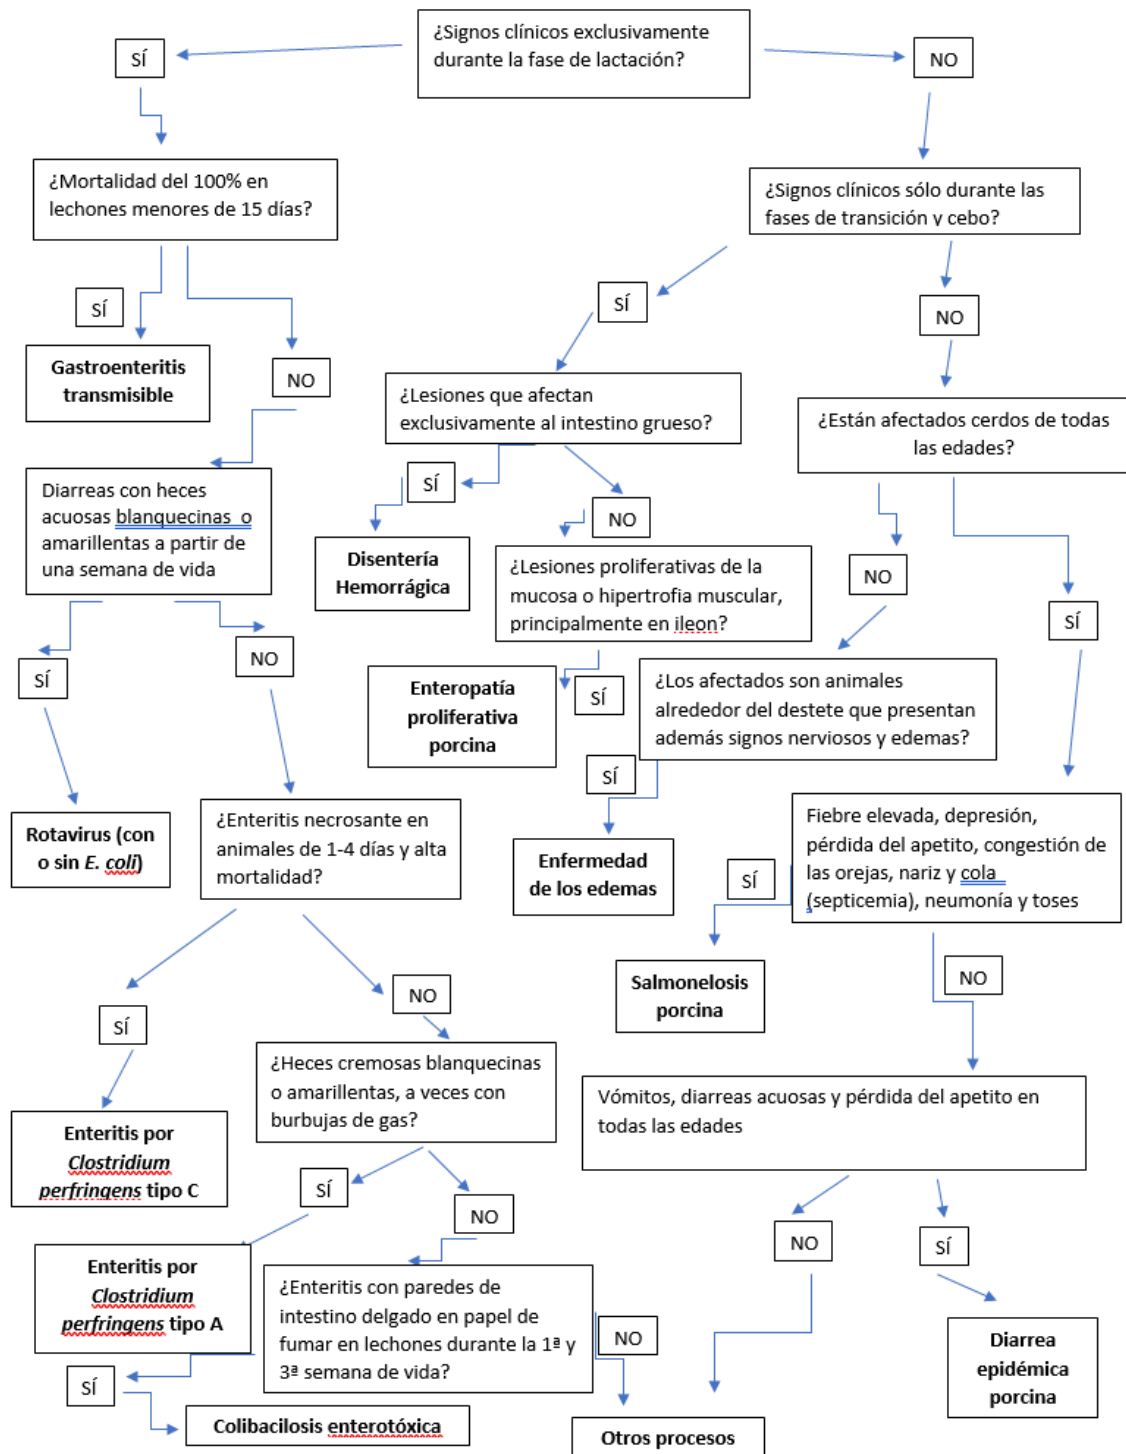 ¿Signos clínicos exclusivamente
durante la fase de lactación?
SÍ
NO
¿Mortalidad del 100% en
lechones menores de 15 días?
¿Signos clínicos sólo durante las
fases de transición y cebo?
SÍ
SÍ
NO
Gastroenteritis
transmisible
NO
¿Lesiones que afectan
exclusivamente al intestino grueso?
¿Están afectados cerdos de todas
las edades?
Diarreas con heces
acuosas blanquecinas o
amarillentas a partir de
una semana de vida
SÍ
NO
Disentería
Hemorrágica
¿Lesiones proliferativas de la
mucosa o hipertrofia muscular,
principalmente en ileon?
NO
SÍ
SÍ
NO
Enteropatía
proliferativa
porcina
SÍ
¿Los afectados son animales
alrededor del destete que presentan
además signos nerviosos y edemas?
SÍ
Rotavirus (con
o sin E. coli)
¿Enteritis necrosante en
animales de 1-4 días y alta
mortalidad?
Enfermedad
de los edemas
Fiebre elevada, depresión,
pérdida del apetito, congestión de
las orejas, nariz y cola
(septicemia), neumonía y toses
SÍ
Salmonelosis
porcina
NO
SÍ
NO
¿Heces cremosas blanquecinas
o amarillentas, a veces con
burbujas de gas?
Vómitos, diarreas acuosas y pérdida del apetito en
todas las edades
Enteritis por
Clostridium
perfringens tipo C
SÍ
NO
NO
SÍ
Enteritis por
Clostridium
perfringens tipo A
¿Enteritis con paredes de
intestino delgado en papel de
fumar en lechones durante la 1ª y
3ª semana de vida?
NO
Diarrea
epidémica
porcina
SÍ
Colibacilosis enterotóxica
Otros procesos